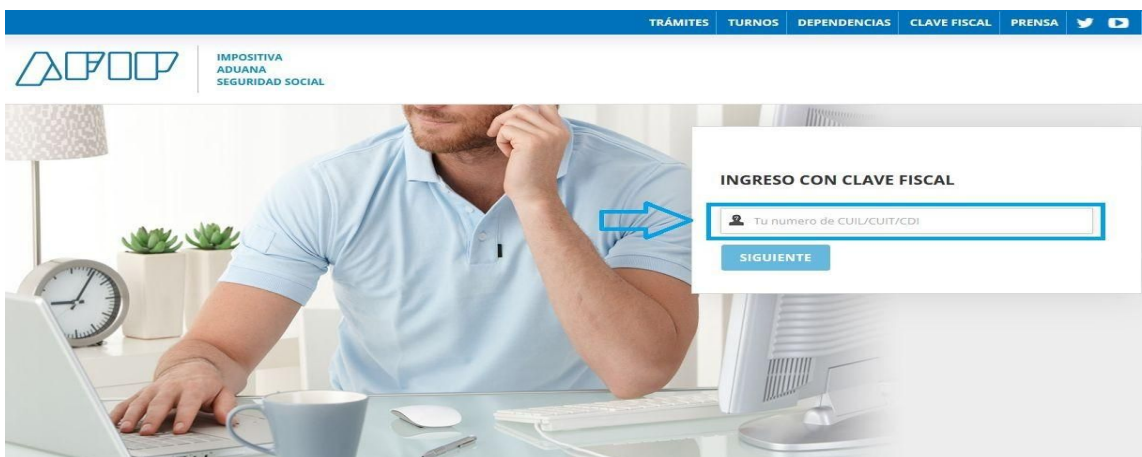 TRÁMITES TURNOS DEPENDENCIAS CLAVE FISCAL PRENSA
AFIP
IMPOSITIVA
ADUANA
SEGURIDAD SOCIAL
INGRESO CON CLAVE FISCAL
Tu numero de CUIL/CUIT/CDI
SIGUIENTE